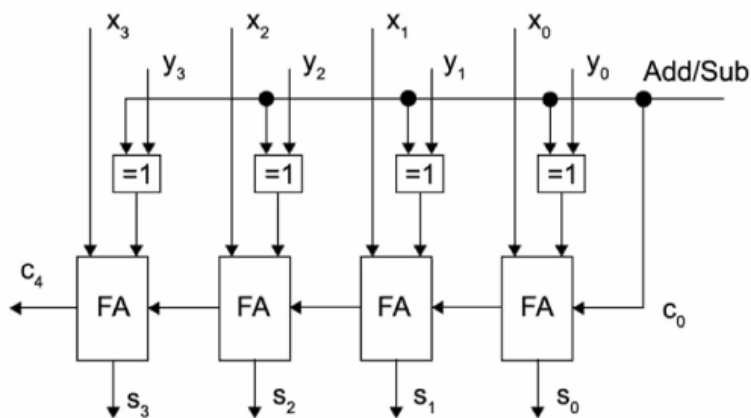 x₃ x₂ x₁ x₀
y₃ y₂ y₁ y₀ Add/Sub
=1 =1 =1 =1
c₄ FA FA FA FA c₀
s₃ s₂ s₁ s₀